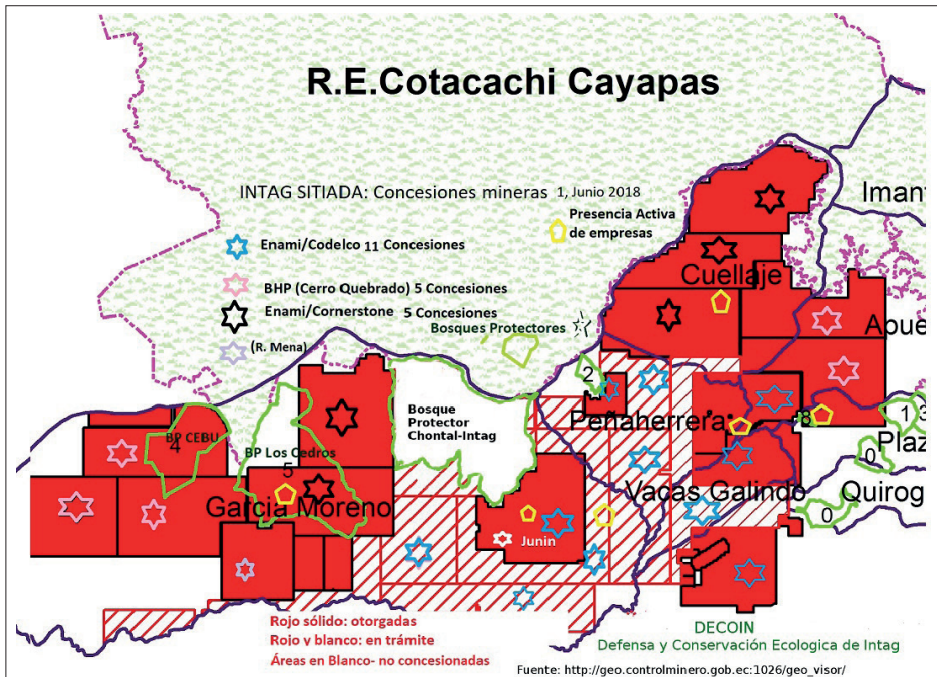 R.E.Cotacachi Cayapas
INTAG SITIADA: Concesiones mineras 1, Junio 2018
Presencia Activa
de empresas
Enami/Codelco 11 Concesiones
BHP (Cerro Quebrado) 5 Concesiones
Enami/Cornerstone 5 Concesiones
Bosques Protectores
(R. Mena)
Iman
Cuellaje
Apue
2
Bosque
Protector
Chontal-Intag
Peñaherrera
8
1
3
BP CEBU
4
BP Los Cedros
5
Plaz
0
Garcia Moreno
Vacas Galindo
Quirog
0
Junin
Rojo sólido: otorgadas
Rojo y blanco: en trámite
Áreas en Blanco- no concesionadas
DECOIN
Defensa y Conservación Ecologica de Intag
Fuente: http://geo.controlminero.gob.ec:1026/geo_visor/